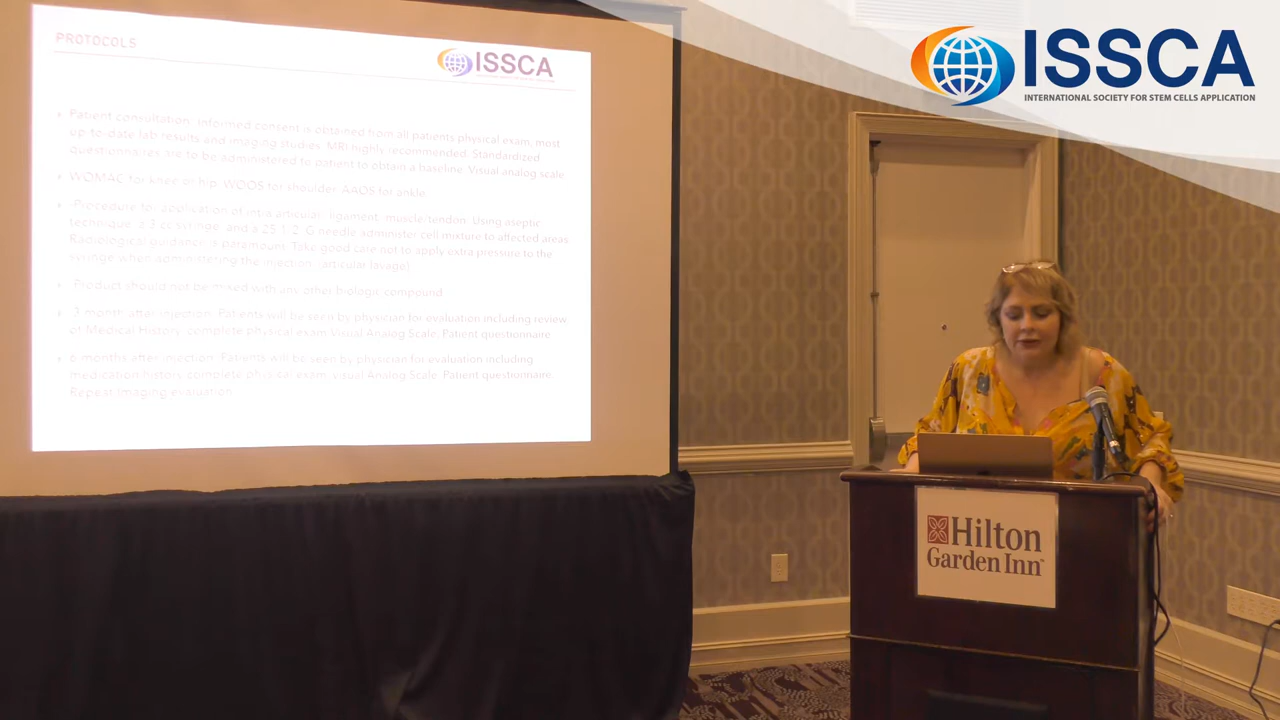 PROTOCOLS
ISSCA
Patient consultation: Informed consent is obtained from all patients physical exam, most
up-to-date lab results and imaging studies. MRI highly recommended. Standardized
questionnaires are to be administered to patient to obtain a baseline. Visual analog scale
WOMAC for knee or hip, WOOS for shoulder, AAOS for ankle
Procedure for application of intra articular, ligament, muscle, tendon. Using aseptic
technique, a 5 cc syringe, and a 25 1/2 G needle administer cell mixture to affected areas
Radiological guidance is paramount. Take good care not to apply extra pressure to the
syringe when administering the injection. (articular lavage)
Product should not be mixed with any other biologic compound
3 month after injection: Patients will be seen by physician for evaluation including review
of Medical History, complete physical exam Visual Analog Scale, Patient questionnaire
6 months after injection: Patients will be seen by physician for evaluation including
medication history, complete physical exam, Visual Analog Scale, Patient questionnaire.
Repeat imaging evaluation.
ISSCA
INTERNATIONAL SOCIETY FOR STEM CELLS APPLICATION
Hilton
Garden Inn™